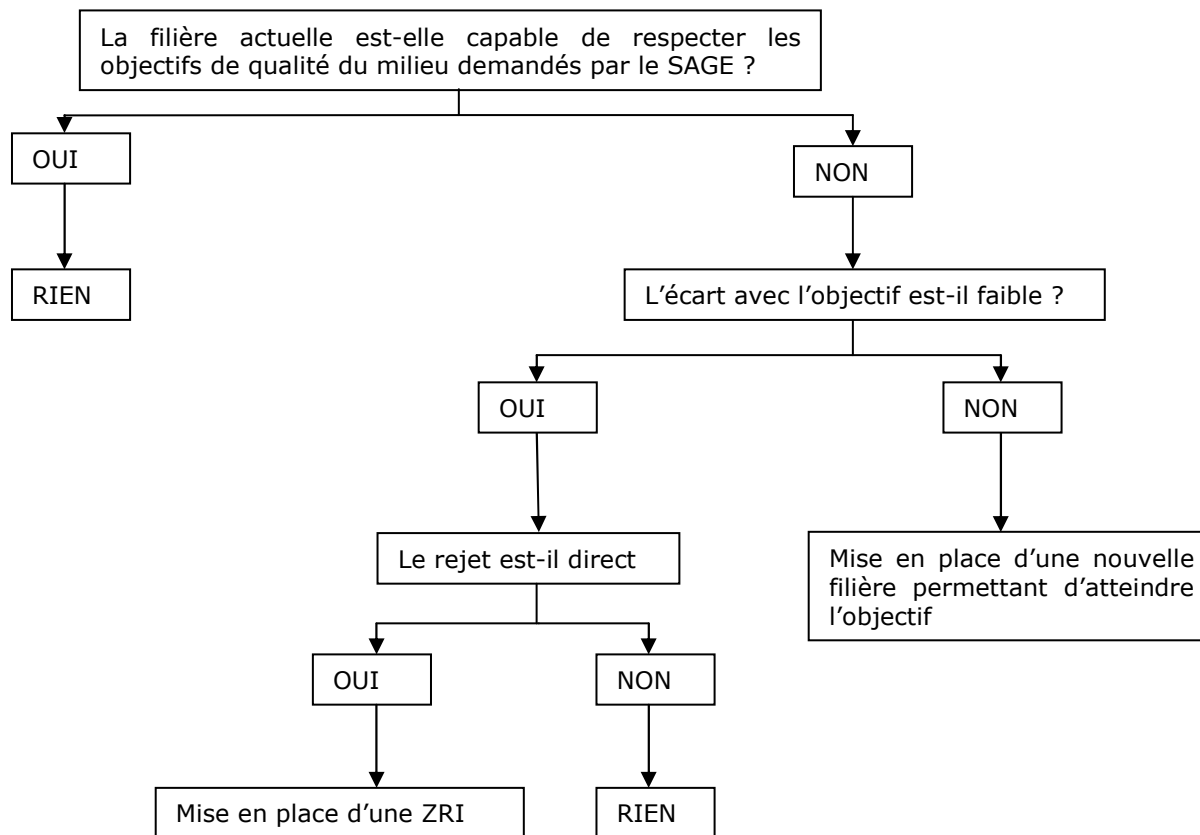 La filière actuelle est-elle capable de respecter les
objectifs de qualité du milieu demandés par le SAGE ?
OUI
NON
RIEN
L’écart avec l’objectif est-il faible ?
OUI
NON
Le rejet est-il direct
Mise en place d’une nouvelle
filière permettant d’atteindre
l’objectif
OUI
NON
Mise en place d’une ZRI
RIEN